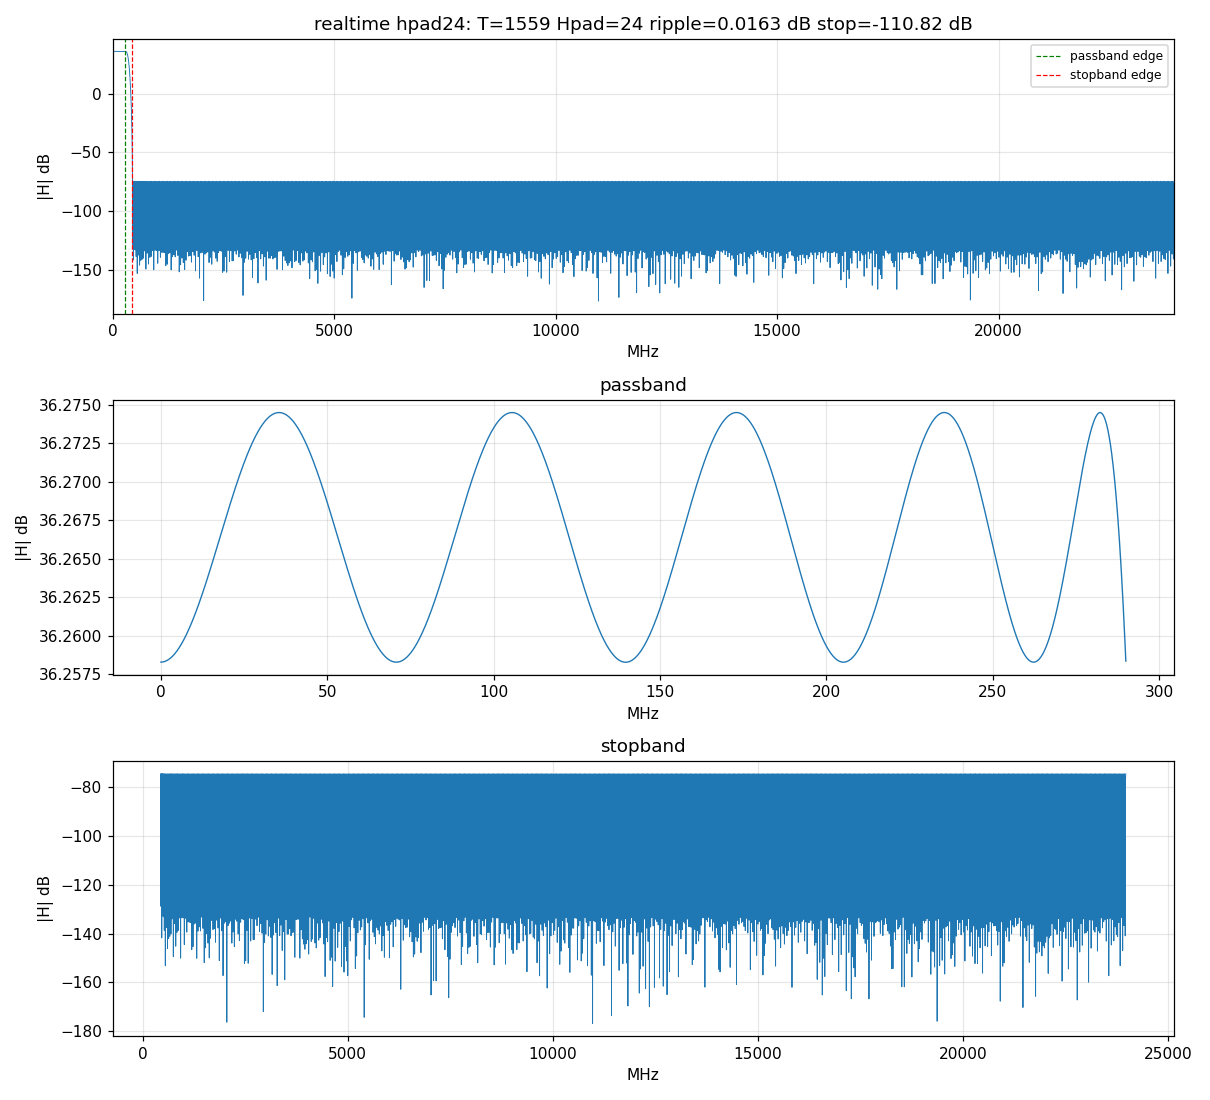 realtime hpad24: T=1559 Hpad=24 ripple=0.0163 dB stop=-110.82 dB
passband edge
stopband edge
|H| dB
0
−50
−100
−150
0 5000 10000 15000 20000
MHz
passband
|H| dB
36.2750
36.2725
36.2700
36.2675
36.2650
36.2625
36.2600
36.2575
0 50 100 150 200 250 300
MHz
stopband
|H| dB
−80
−100
−120
−140
−160
−180
0 5000 10000 15000 20000 25000
MHz